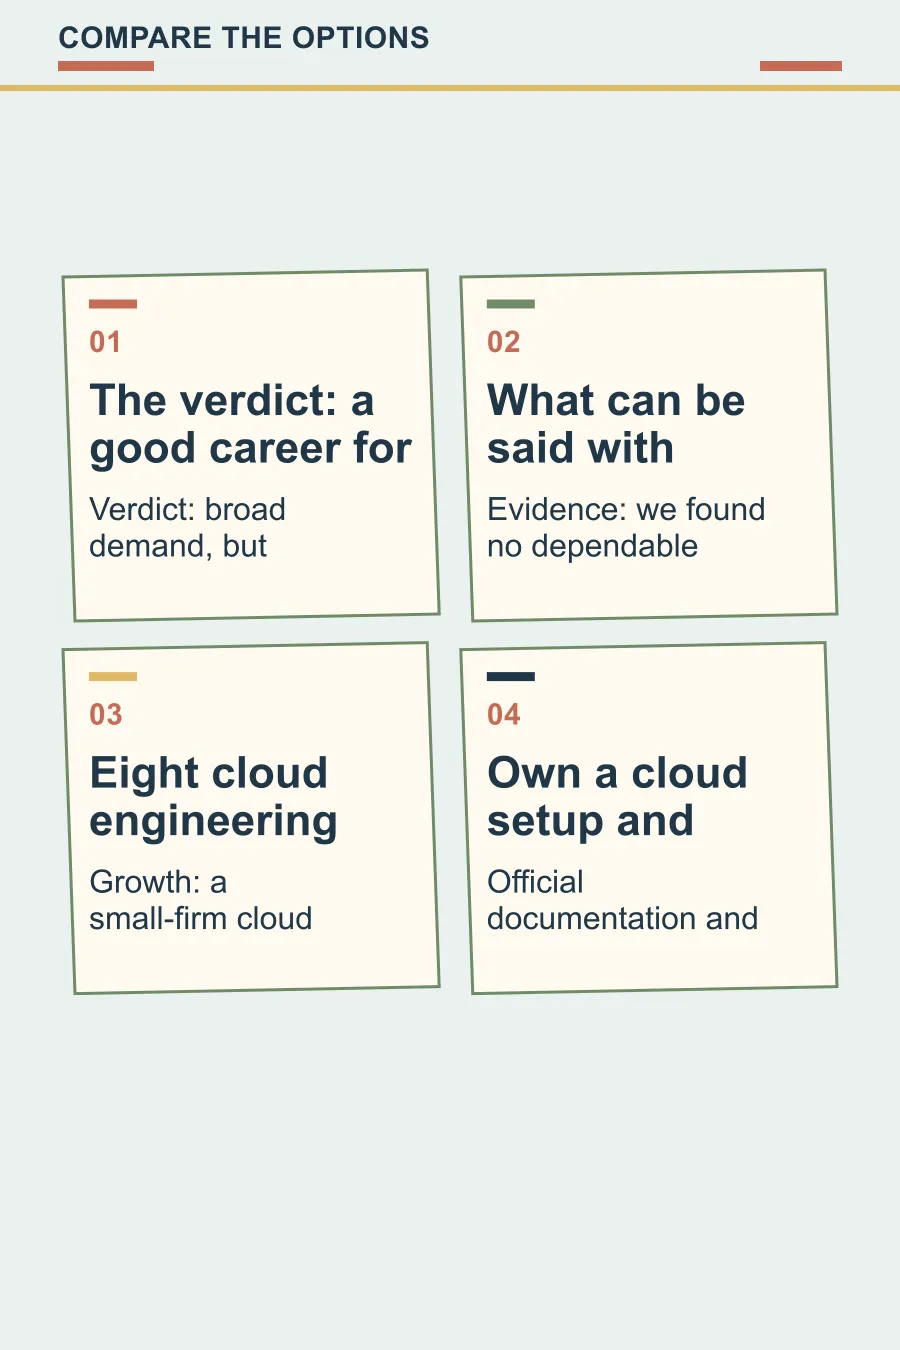 COMPARE THE OPTIONS
01
The verdict: a
good career for
Verdict: broad
demand, but
02
What can be
said with
Evidence: we found
no dependable
03
Eight cloud
engineering
Growth: a
small-firm cloud
04
Own a cloud
setup and
Official
documentation and